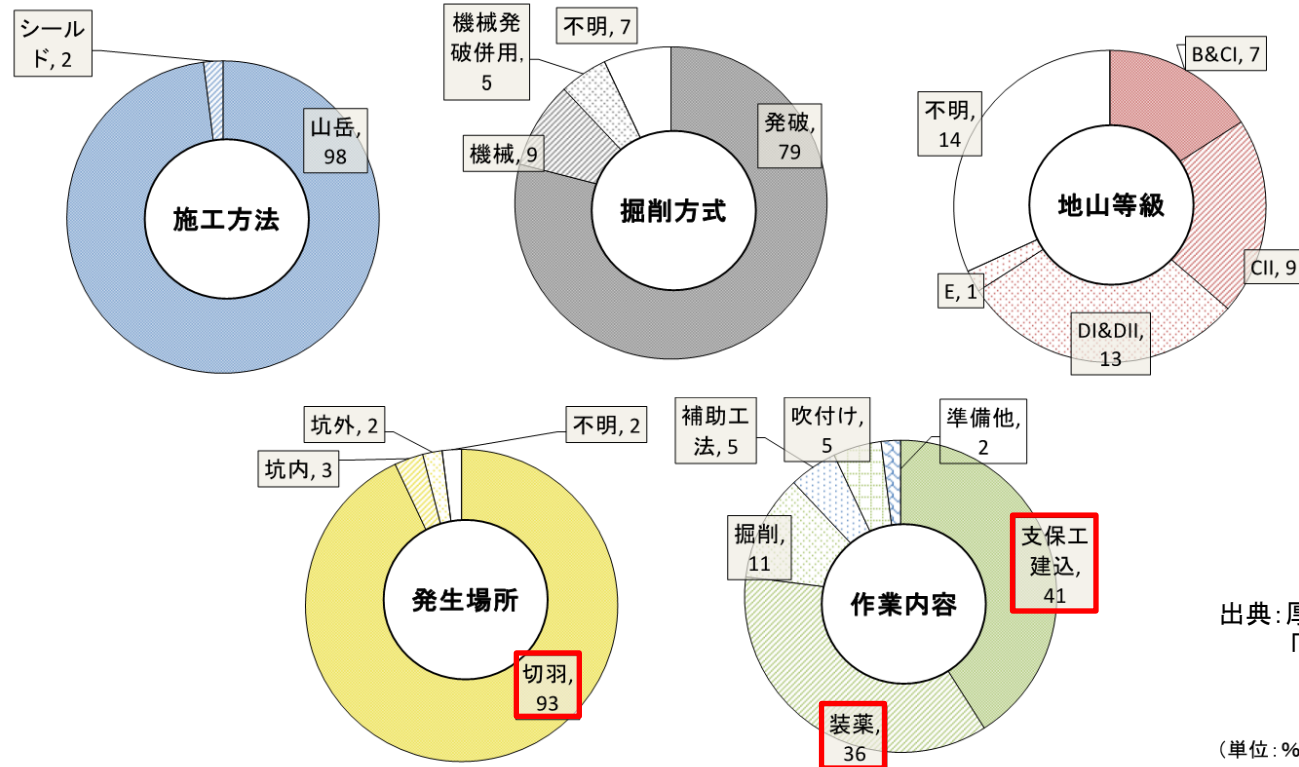 シール
ド, 2
山岳,
98
施工方法
機械発
破併用,
5
不明, 7
機械, 9
発破,
79
掘削方式
B&CI, 7
不明,
14
地山等級
CII, 9
E, 1
DI&DII,
13
坑外, 2
不明, 2
坑内, 3
発生場所
切羽,
93
補助工
法, 5
吹付け,
5
準備他,
2
掘削,
11
支保工
建込,
41
作業内容
装薬,
36
出典:厚
「
(単位:%